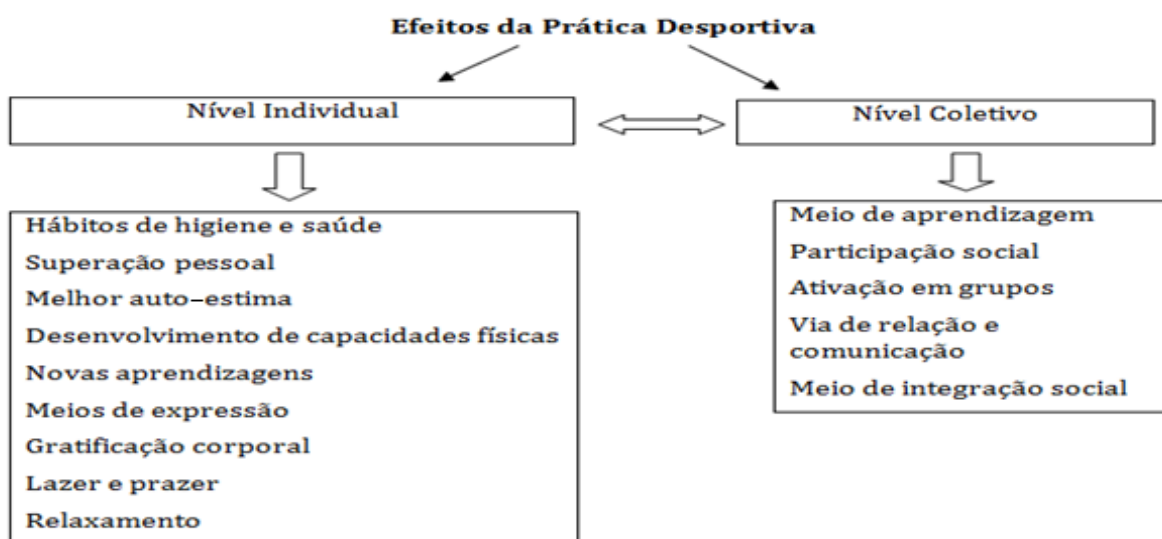 Efeitos da Prática Desportiva
Nível Individual
Nível Coletivo
Hábitos de higiene e saúde
Superação pessoal
Melhor auto-estima
Desenvolvimento de capacidades físicas
Novas aprendizagens
Meios de expressão
Gratificação corporal
Lazer e prazer
Relaxamento
Meio de aprendizagem
Participação social
Ativação em grupos
Via de relação e
comunicação
Meio de integração social